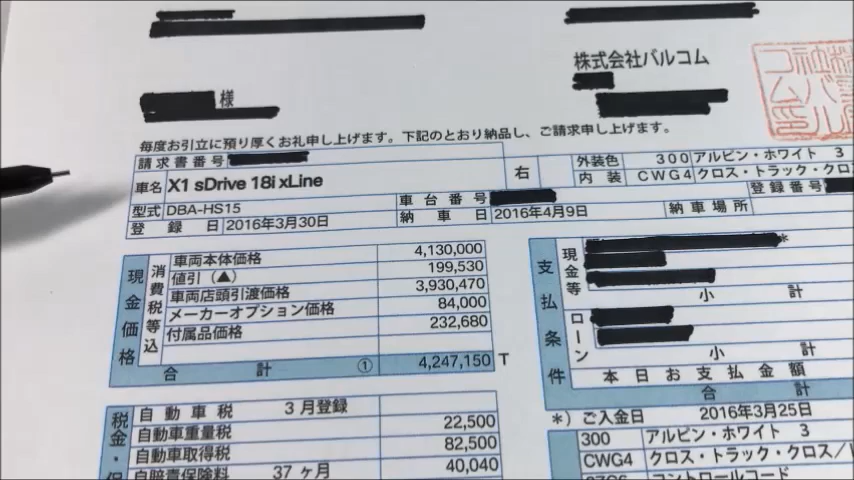 株式会社バルコム
様
毎度お引立に預り厚くお礼申し上げます。下記のとおり納品し、ご請求申し上げます。
請求書番号
車名 X1 sDrive 18i xLine 右 外装色 300 アルピン・ホワイト 3
内装 CWG4 クロス・トラック・クロス
型式 DBA-HS15 車台番号 登録番号
登録日 2016年3月30日 納車日 2016年4月9日 納車場所
現金価格 消費税等込
車両本体価格 4,130,000
値引(▲) 199,530
車両店頭引渡価格 3,930,470
メーカーオプション価格 84,000
付属品価格 232,680
合計 ① 4,247,150 T
支払条件
現金等 *
小計
ローン
小計
本日お支払金額
合計
*) ご入金日 2016年3月25日
税金・保
自動車税 3月登録
自動車重量税 22,500
自動車取得税 82,500
自賠責保険料 37ヶ月 40,040
300 アルピン・ホワイト 3
CWG4 クロス・トラック・クロス/
コントロールコード